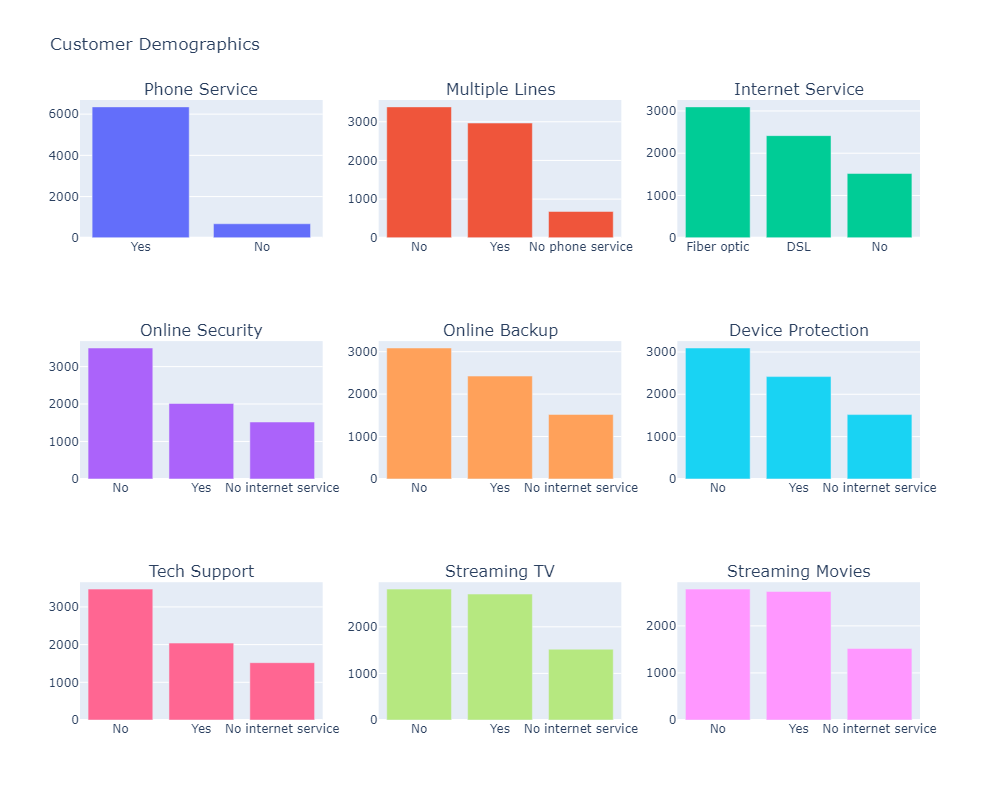 Customer Demographics
Phone Service
Multiple Lines
Internet Service
6000
4000
2000
0
Yes
No
3000
2000
1000
0
No
Yes
No phone service
3000
2000
1000
0
Fiber optic
DSL
No
Online Security
Online Backup
Device Protection
3000
2000
1000
0
No
Yes
No internet service
3000
2000
1000
0
No
Yes
No internet service
3000
2000
1000
0
No
Yes
No internet service
Tech Support
Streaming TV
Streaming Movies
3000
2000
1000
0
No
Yes
No internet service
2000
1000
0
No
Yes
No internet service
2000
1000
0
No
Yes
No internet service